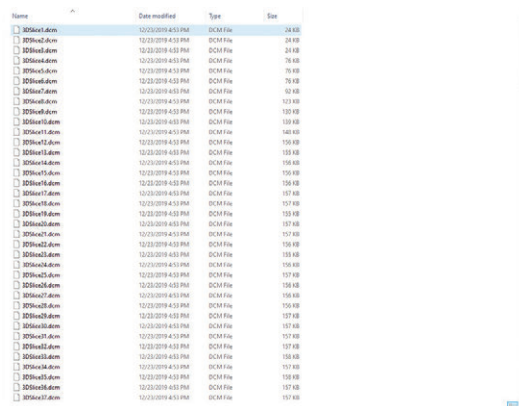 Name Date modified Type Size
3DSlice1.dcm 12/23/2019 4:53 PM DCM File 24 KB
3DSlice2.dcm 12/23/2019 4:53 PM DCM File 24 KB
3DSlice3.dcm 12/23/2019 4:53 PM DCM File 24 KB
3DSlice4.dcm 12/23/2019 4:53 PM DCM File 76 KB
3DSlice5.dcm 12/23/2019 4:53 PM DCM File 76 KB
3DSlice6.dcm 12/23/2019 4:53 PM DCM File 76 KB
3DSlice7.dcm 12/23/2019 4:53 PM DCM File 92 KB
3DSlice8.dcm 12/23/2019 4:53 PM DCM File 123 KB
3DSlice9.dcm 12/23/2019 4:53 PM DCM File 130 KB
3DSlice10.dcm 12/23/2019 4:53 PM DCM File 139 KB
3DSlice11.dcm 12/23/2019 4:53 PM DCM File 148 KB
3DSlice12.dcm 12/23/2019 4:53 PM DCM File 156 KB
3DSlice13.dcm 12/23/2019 4:53 PM DCM File 155 KB
3DSlice14.dcm 12/23/2019 4:53 PM DCM File 156 KB
3DSlice15.dcm 12/23/2019 4:53 PM DCM File 156 KB
3DSlice16.dcm 12/23/2019 4:53 PM DCM File 156 KB
3DSlice17.dcm 12/23/2019 4:53 PM DCM File 157 KB
3DSlice18.dcm 12/23/2019 4:53 PM DCM File 157 KB
3DSlice19.dcm 12/23/2019 4:53 PM DCM File 155 KB
3DSlice20.dcm 12/23/2019 4:53 PM DCM File 157 KB
3DSlice21.dcm 12/23/2019 4:53 PM DCM File 157 KB
3DSlice22.dcm 12/23/2019 4:53 PM DCM File 156 KB
3DSlice23.dcm 12/23/2019 4:53 PM DCM File 155 KB
3DSlice24.dcm 12/23/2019 4:53 PM DCM File 156 KB
3DSlice25.dcm 12/23/2019 4:53 PM DCM File 157 KB
3DSlice26.dcm 12/23/2019 4:53 PM DCM File 156 KB
3DSlice27.dcm 12/23/2019 4:53 PM DCM File 156 KB
3DSlice28.dcm 12/23/2019 4:53 PM DCM File 156 KB
3DSlice29.dcm 12/23/2019 4:53 PM DCM File 157 KB
3DSlice30.dcm 12/23/2019 4:53 PM DCM File 157 KB
3DSlice31.dcm 12/23/2019 4:53 PM DCM File 157 KB
3DSlice32.dcm 12/23/2019 4:53 PM DCM File 157 KB
3DSlice33.dcm 12/23/2019 4:53 PM DCM File 158 KB
3DSlice34.dcm 12/23/2019 4:53 PM DCM File 157 KB
3DSlice35.dcm 12/23/2019 4:53 PM DCM File 158 KB
3DSlice36.dcm 12/23/2019 4:53 PM DCM File 157 KB
3DSlice37.dcm 12/23/2019 4:53 PM DCM File 157 KB